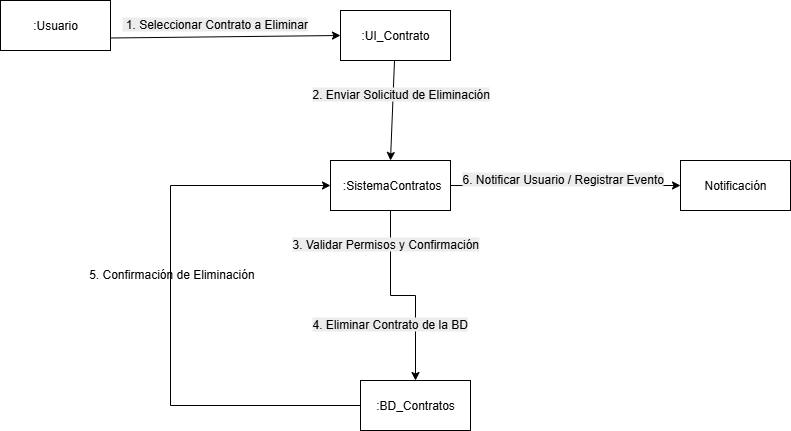 :Usuario
1. Seleccionar Contrato a Eliminar
:UI_Contrato
2. Enviar Solicitud de Eliminación
:SistemaContratos
6. Notificar Usuario / Registrar Evento
Notificación
3. Validar Permisos y Confirmación
5. Confirmación de Eliminación
4. Eliminar Contrato de la BD
:BD_Contratos